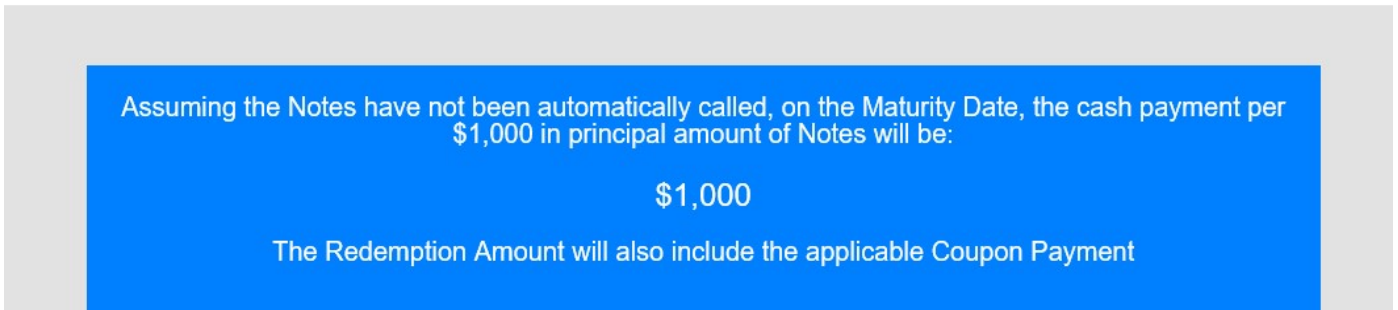 Assuming the Notes have not been automatically called, on the Maturity Date, the cash payment per
$1,000 in principal amount of Notes will be:
$1,000
The Redemption Amount will also include the applicable Coupon Payment